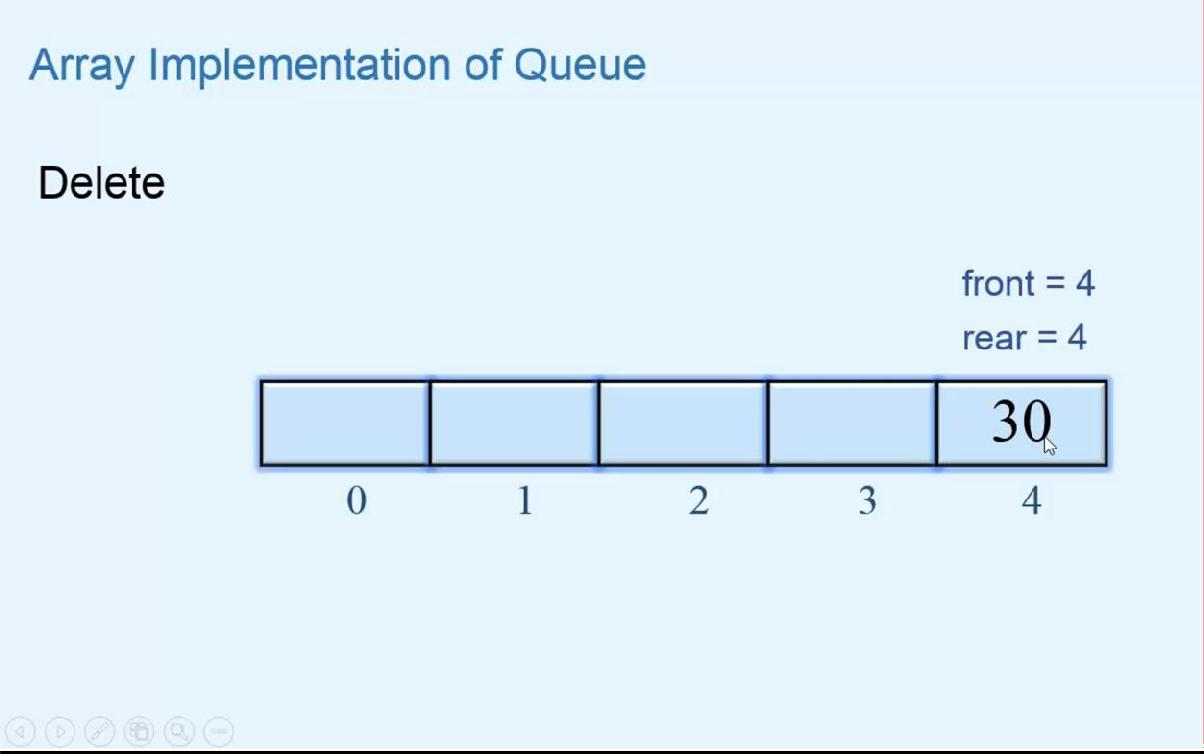 Array Implementation of Queue
Delete
front = 4
rear = 4
30
0 1 2 3 4